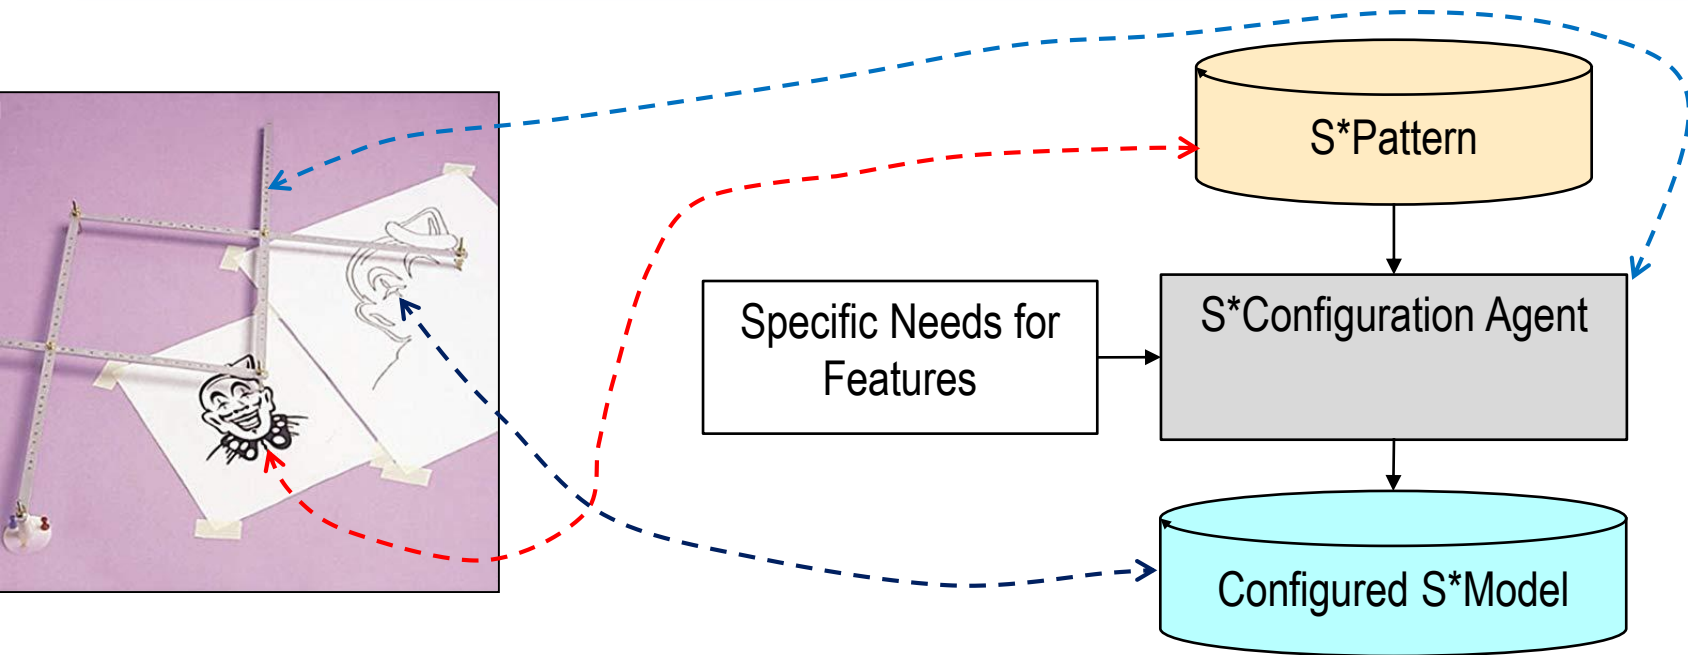 S*Pattern
Specific Needs for
Features
S*Configuration Agent
Configured S*Model